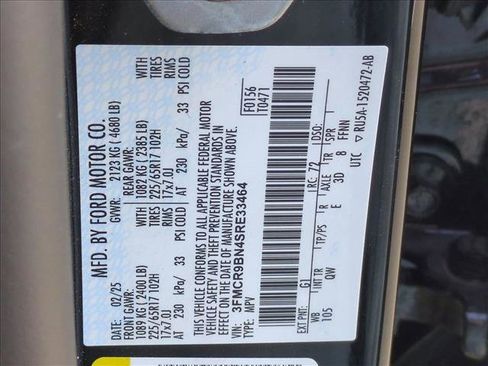 MFD. BY FORD MOTOR CO.
DATE: 02/25 GVWR: 2123 KG ( 4680 LB)
FRONT GAWR: REAR GAWR:
1089 KG ( 2400 LB) WITH 1082 KG ( 2385 LB) WITH
225/65R17 102H TIRES 225/65R17 102H TIRES
17x7.0J RIMS 17x7.0J RIMS
AT 230 kPa/ 33 PSI COLD AT 230 kPa/ 33 PSI COLD
THIS VEHICLE CONFORMS TO ALL APPLICABLE FEDERAL MOTOR
VEHICLE SAFETY AND THEFT PREVENTION STANDARDS IN
EFFECT ON THE DATE OF MANUFACTURE SHOWN ABOVE.
VIN: 3FMCR9BN4SRE33464
TYPE: MPV
F0156
T0471
EXT PNT: G1 RC: 72 DSO:
WB INT TR TP/PS R AXLE TR SPR
105 QW E 3D 8 FFNN
UTC RU5A-1520472-AB